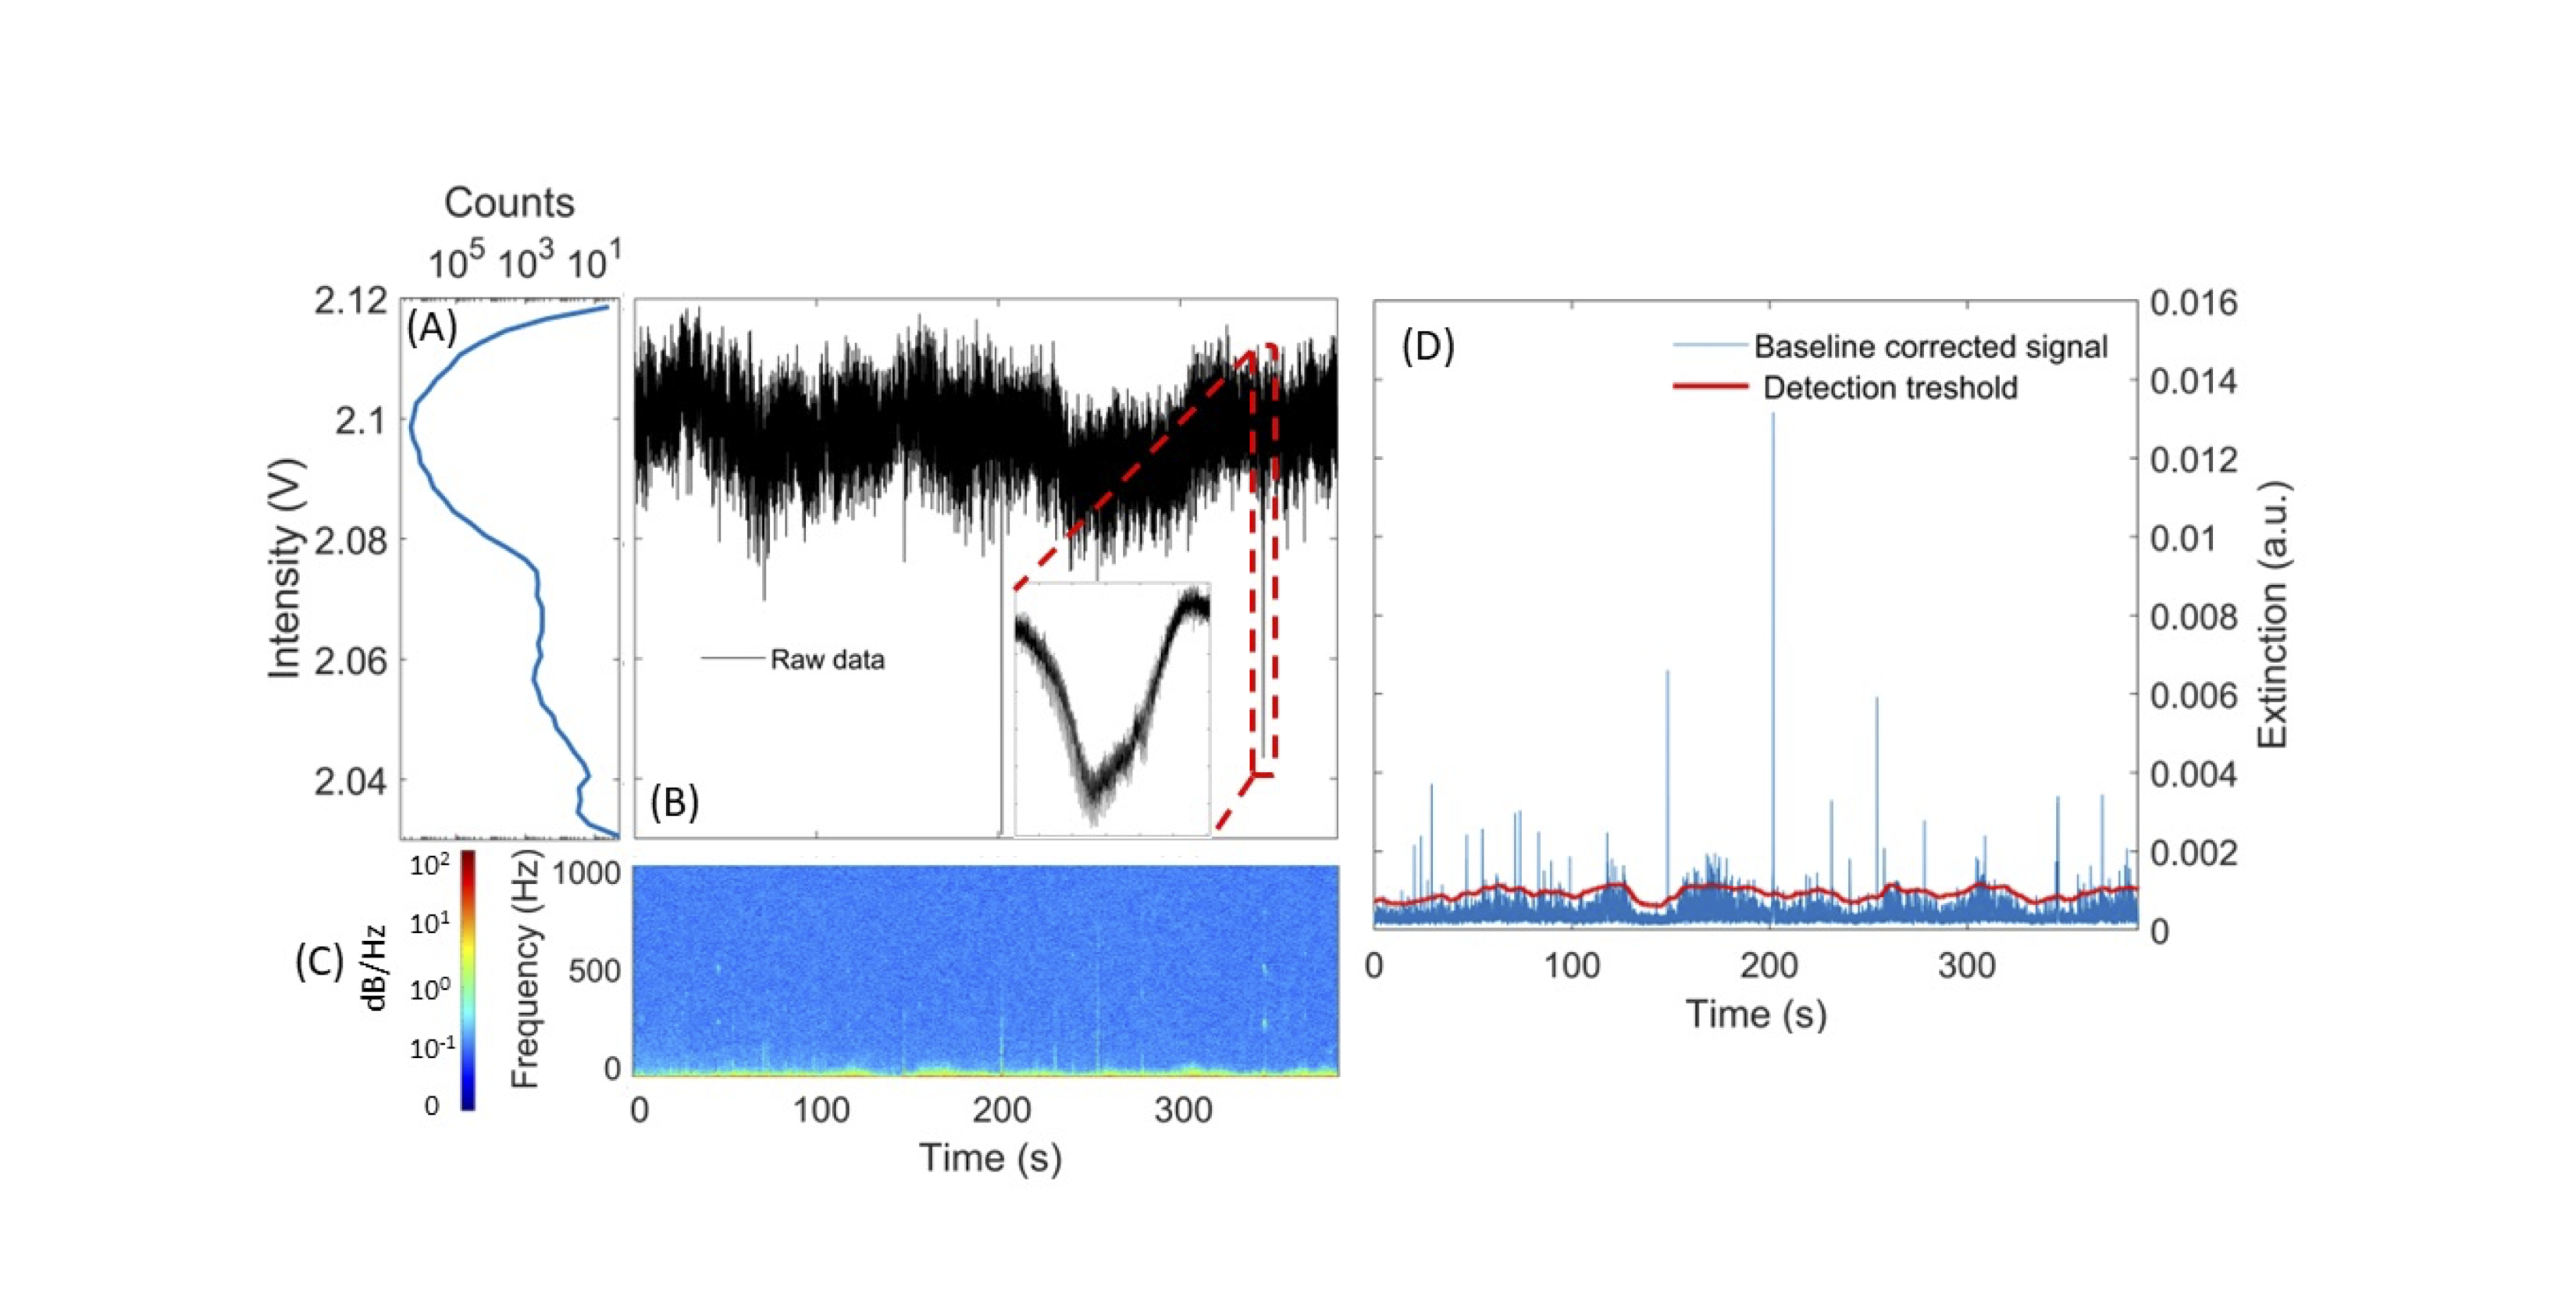 Counts
10^5 10^3 10^1
2.12
2.1
2.08
2.06
2.04
Intensity (V)
(A)
Raw data
(B)
(C)
dB/Hz
10^2
10^1
10^0
10^-1
0
Frequency (Hz)
1000
500
0
0 100 200 300
Time (s)
(D)
Baseline corrected signal
Detection treshold
0.016
0.014
0.012
0.01
0.008
0.006
0.004
0.002
0
Extinction (a.u.)
0 100 200 300
Time (s)